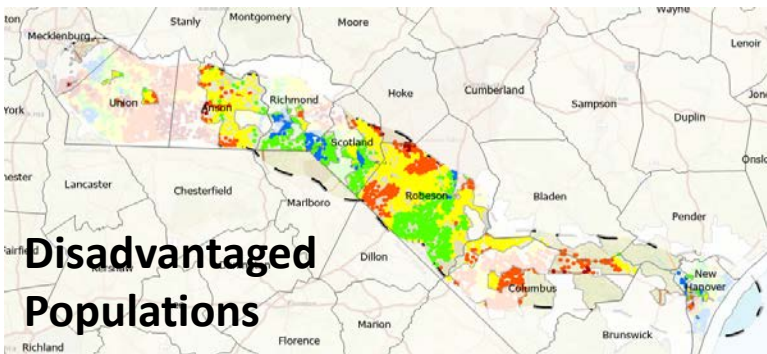 Wayne
Mecklenburg
Stanly
Montgomery
Moore
Lenoir
Union
Anson
Richmond
Hoke
Cumberland
Sampson
Duplin
York
Scotland
Lancaster
Chesterfield
Marlboro
Robeson
Bladen
Pender
Dillon
Disadvantaged
Populations
Columbus
New
Hanover
Marion
Brunswick
Florence
Richland